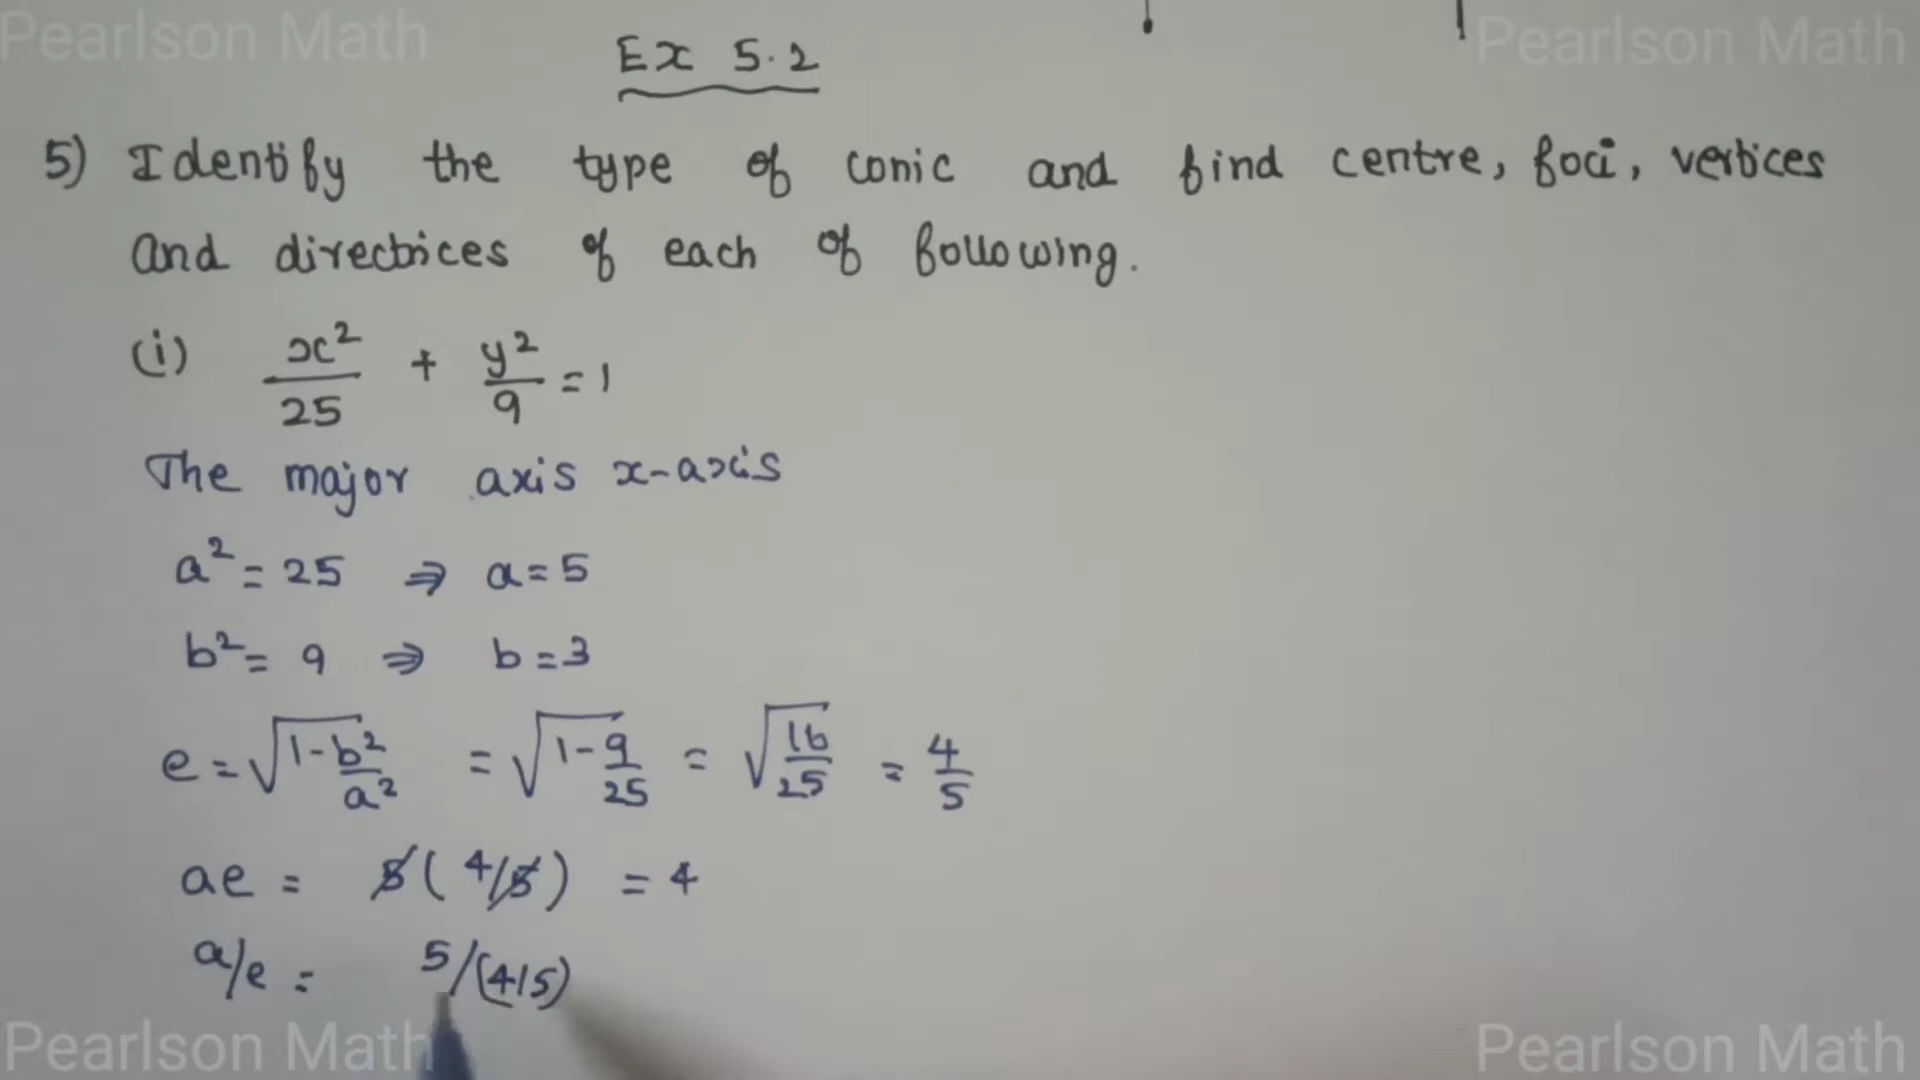 Pearlson Math
Pearlson Math
Ex 5.2
5) Identify the type of conic and find centre, foci, vertices
and directrices of each of following.
(i) x²/25 + y²/9 = 1
The major axis x-axis
a² = 25 ⇒ a = 5
b² = 9 ⇒ b = 3
e = √(1 - b²/a²) = √(1 - 9/25) = √(16/25) = 4/5
ae = 5(4/5) = 4
a/e = 5/(4/5)
Pearlson Math
Pearlson Math